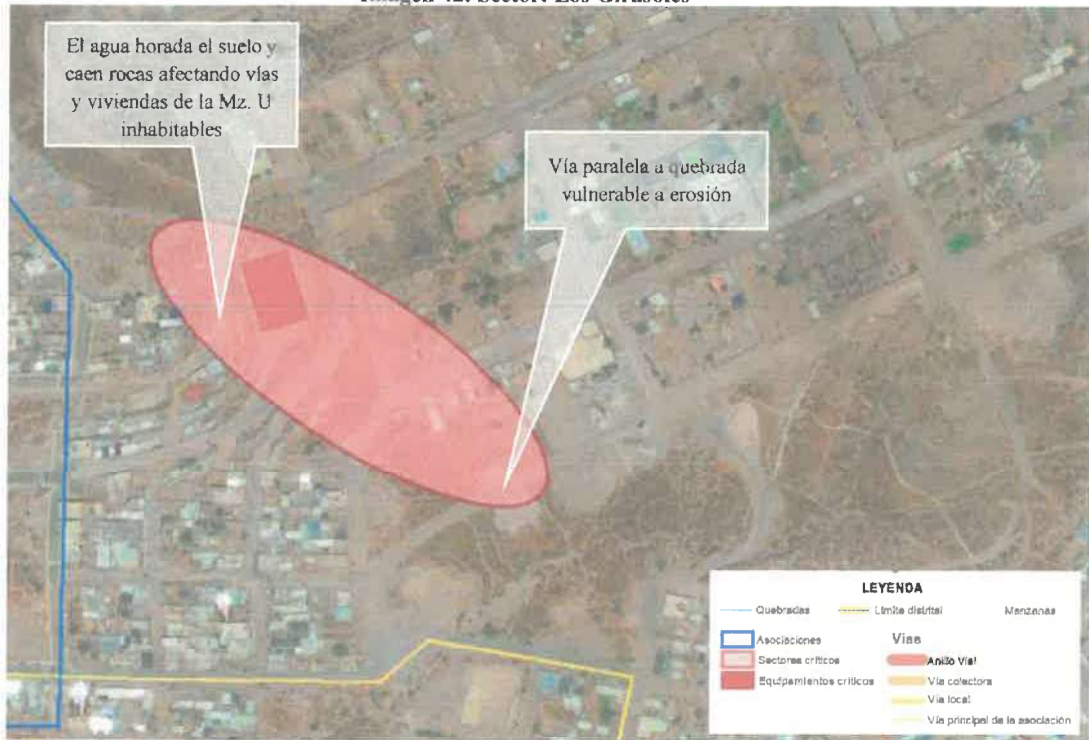 El agua horada el suelo y
caen rocas afectando vías
y viviendas de la Mz. U
inhabitables
Vía paralela a quebrada
vulnerable a erosión
LEYENDA
Quebradas
Límite distrital
Manzanas
Asociaciones
Sectores críticos
Equipamientos críticos
Vías
Anillo Vial
Vía colectora
Vía local
Vía principal de la asociación